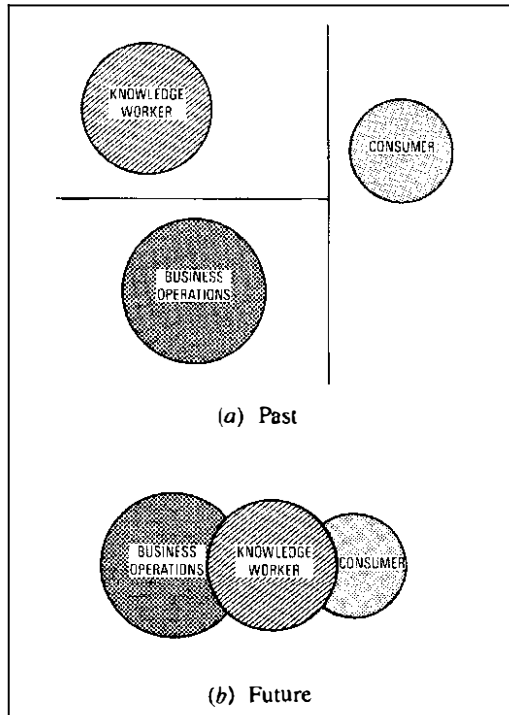 KNOWLEDGE
WORKER
CONSUMER
BUSINESS
OPERATIONS
(a) Past
BUSINESS
OPERATIONS
KNOWLEDGE
WORKER
CONSUMER
(b) Future